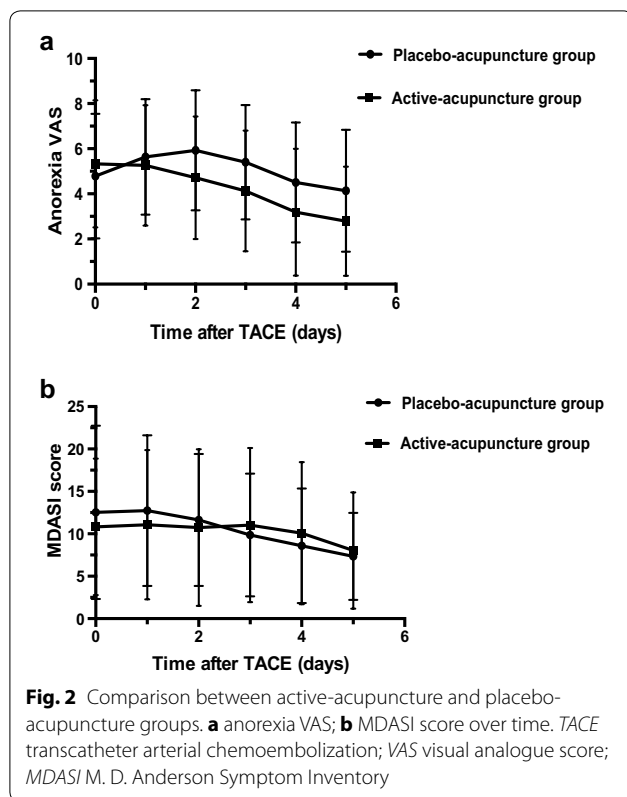 a
Placebo-acupuncture group
Active-acupuncture group
10
8
6
4
2
0
Anorexia VAS
0 2 4 6
Time after TACE (days)
b
Placebo-acupuncture group
Active-acupuncture group
25
20
15
10
5
0
MDASI score
0 2 4 6
Time after TACE (days)
Fig. 2 Comparison between active-acupuncture and placebo-
acupuncture groups. a anorexia VAS; b MDASI score over time. TACE
transcatheter arterial chemoembolization; VAS visual analogue score;
MDASI M. D. Anderson Symptom Inventory